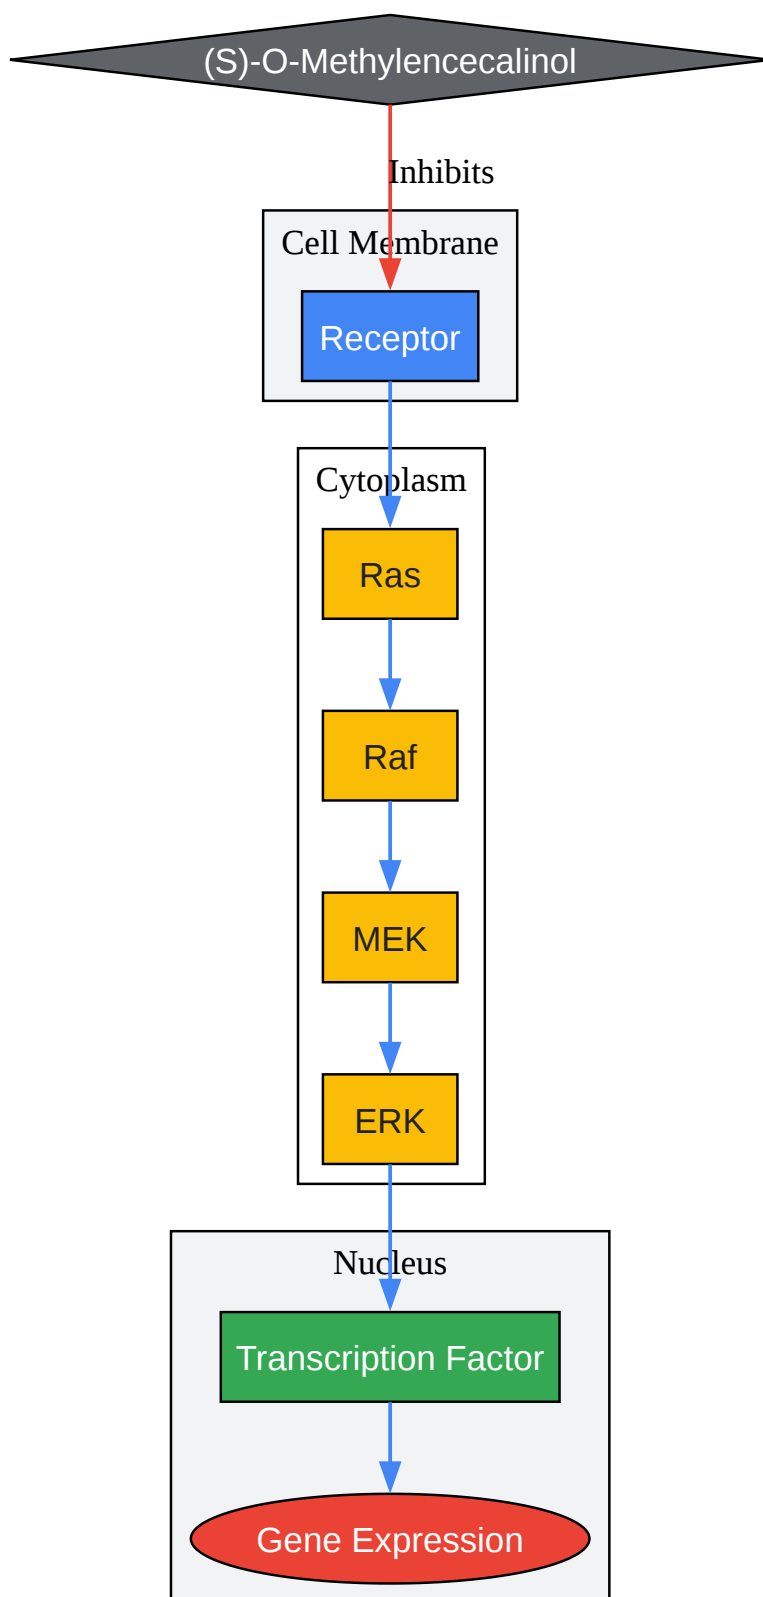 (S)-O-Methylencecalinol
Inhibits
Cell Membrane
Receptor
Cytoplasm
Ras
Raf
MEK
ERK
Nucleus
Transcription Factor
Gene Expression